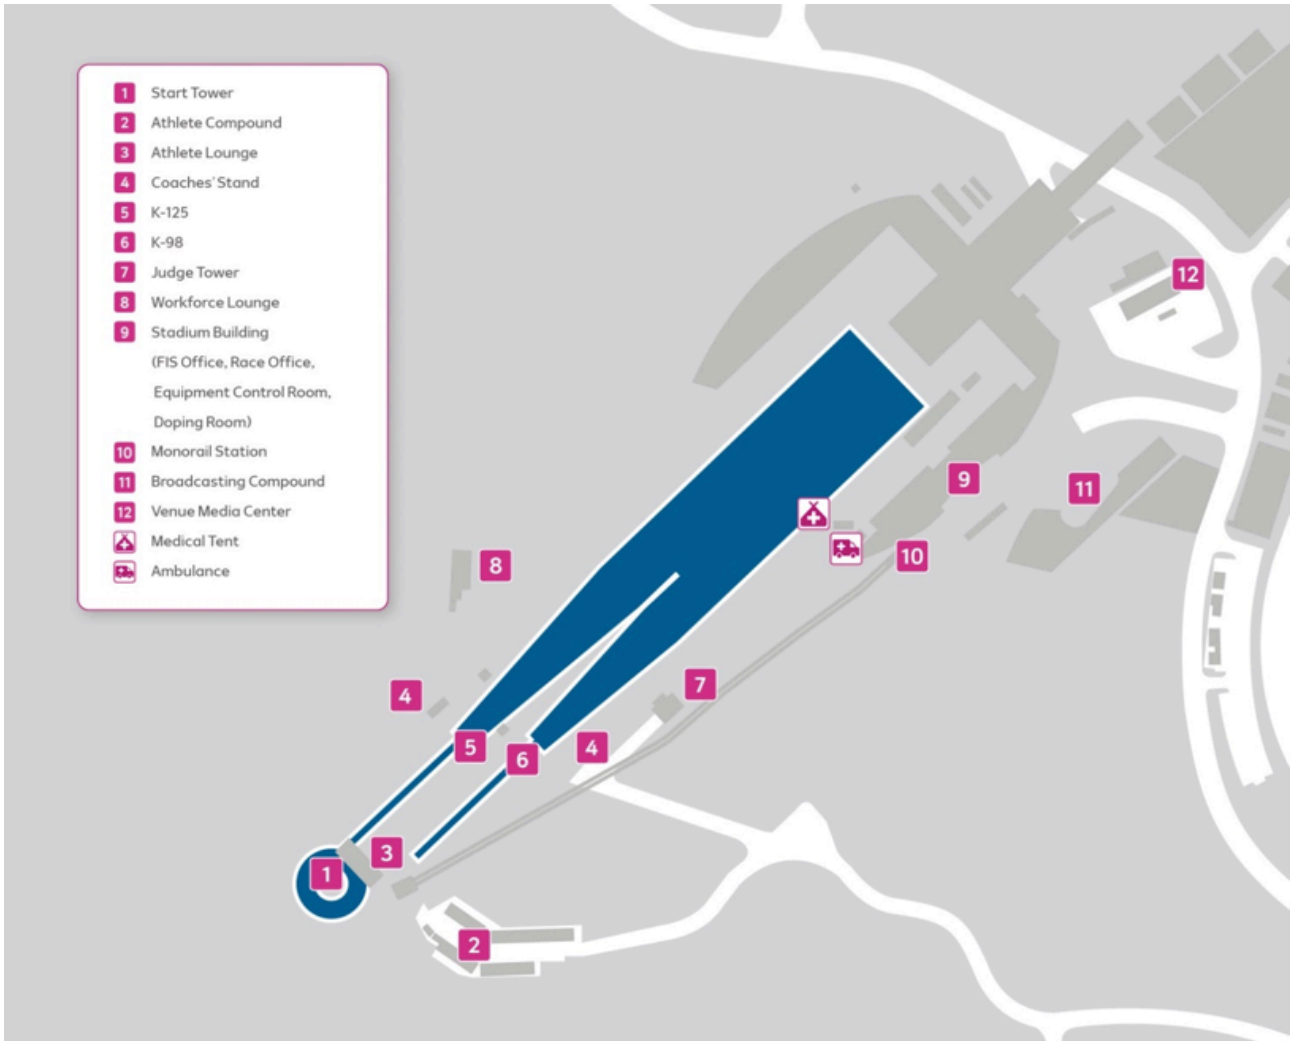 1 Start Tower
2 Athlete Compound
3 Athlete Lounge
4 Coaches' Stand
5 K-125
6 K-98
7 Judge Tower
8 Workforce Lounge
9 Stadium Building
(FIS Office, Race Office,
Equipment Control Room,
Doping Room)
10 Monorail Station
11 Broadcasting Compound
12 Venue Media Center
Medical Tent
Ambulance
12
9
11
10
8
7
4
5
4
6
3
1
2